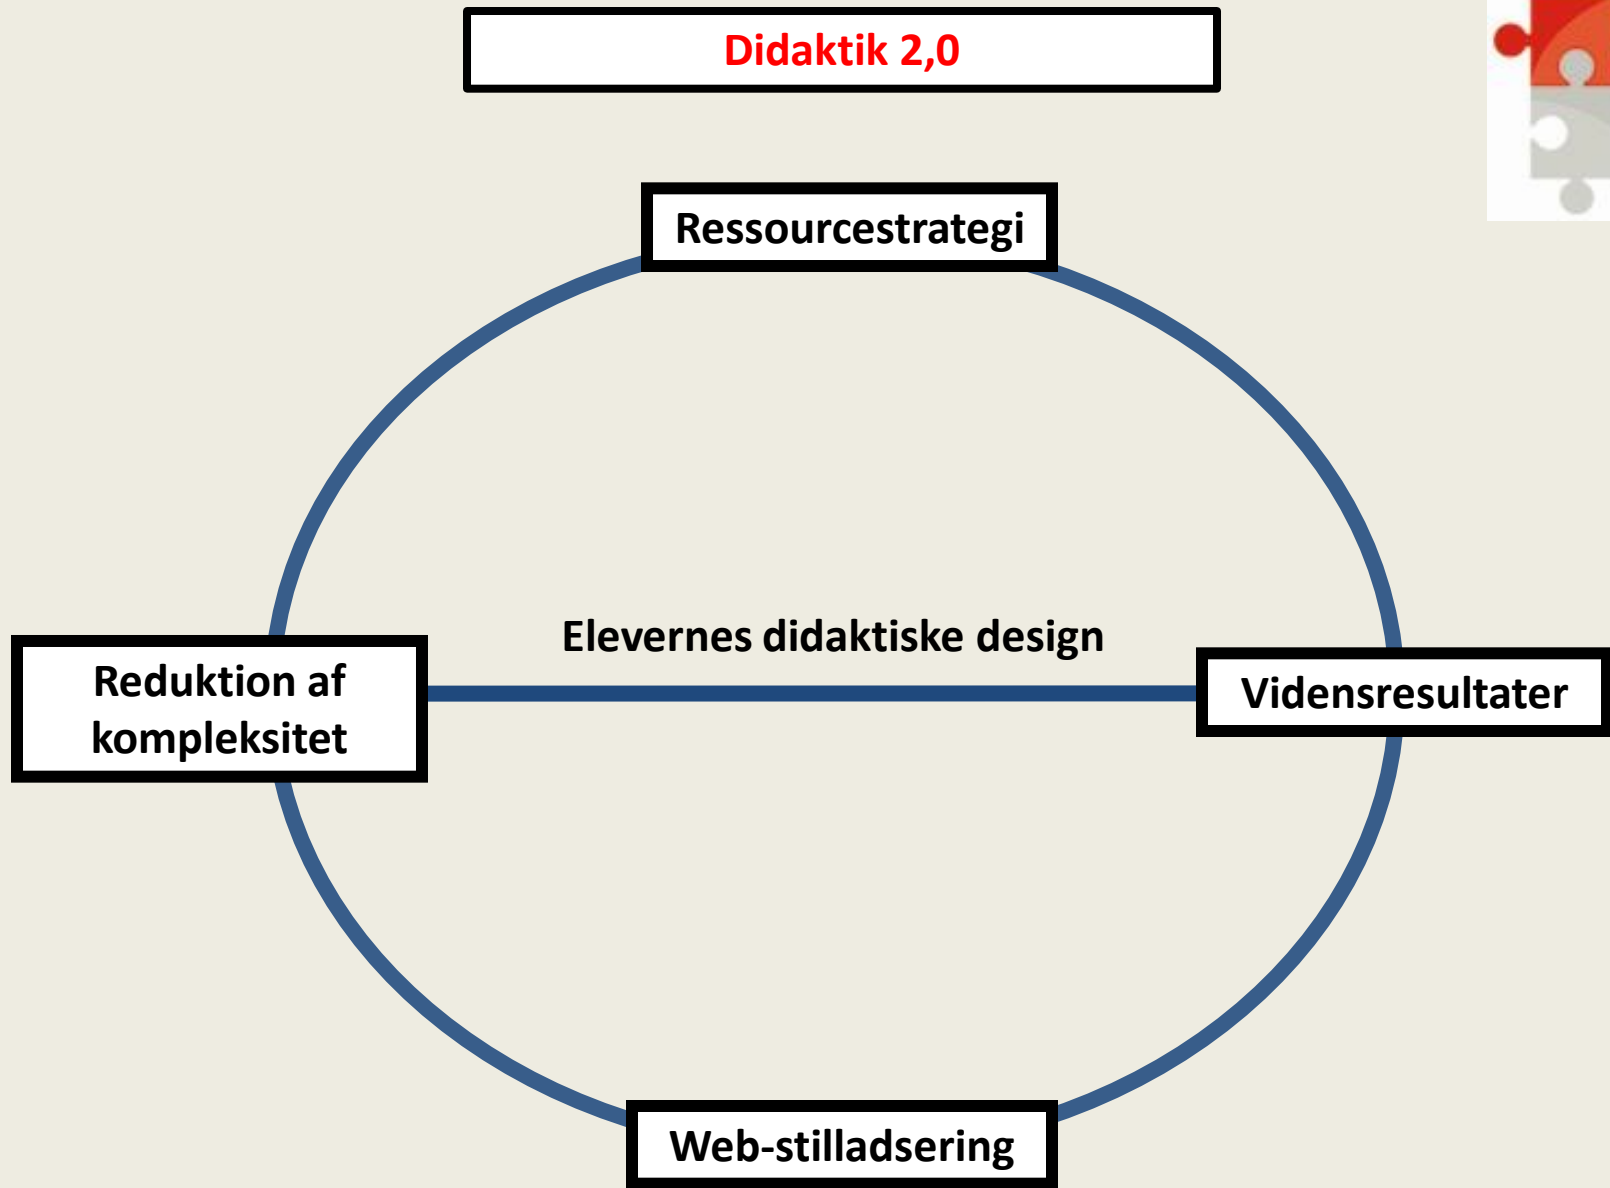 Didaktik 2,0
Ressourcestrategi
Elevernes didaktiske design
Reduktion af
kompleksitet
Vidensresultater
Web-stilladsering